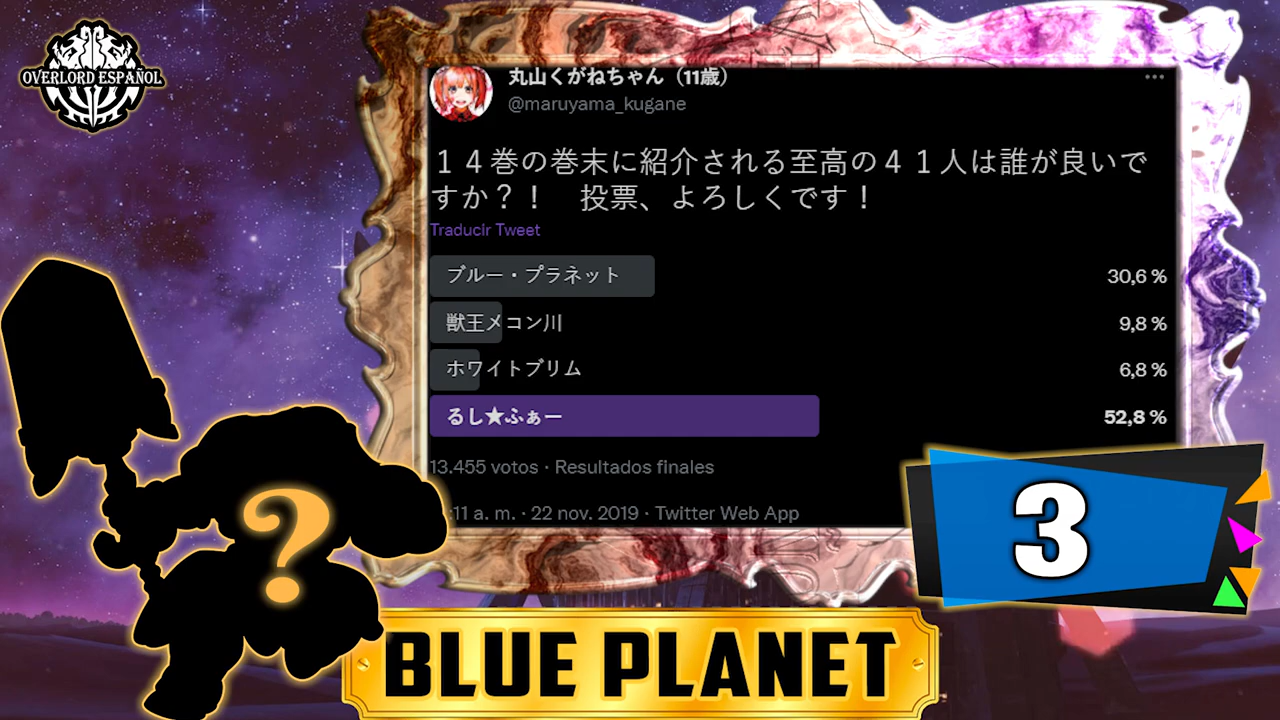 OVERLORD ESPAÑOL
丸山くがねちゃん（11歳）
@maruyama_kugane
１４巻の巻末に紹介される至高の４１人は誰が良いで
すか？！　投票、よろしくです！
Traducir Tweet
ブルー・プラネット 30,6 %
獣王メコン川 9,8 %
ホワイトブリム 6,8 %
るし★ふぁー 52,8 %
13.455 votos · Resultados finales
:11 a. m. · 22 nov. 2019 · Twitter Web App
?
3
BLUE PLANET